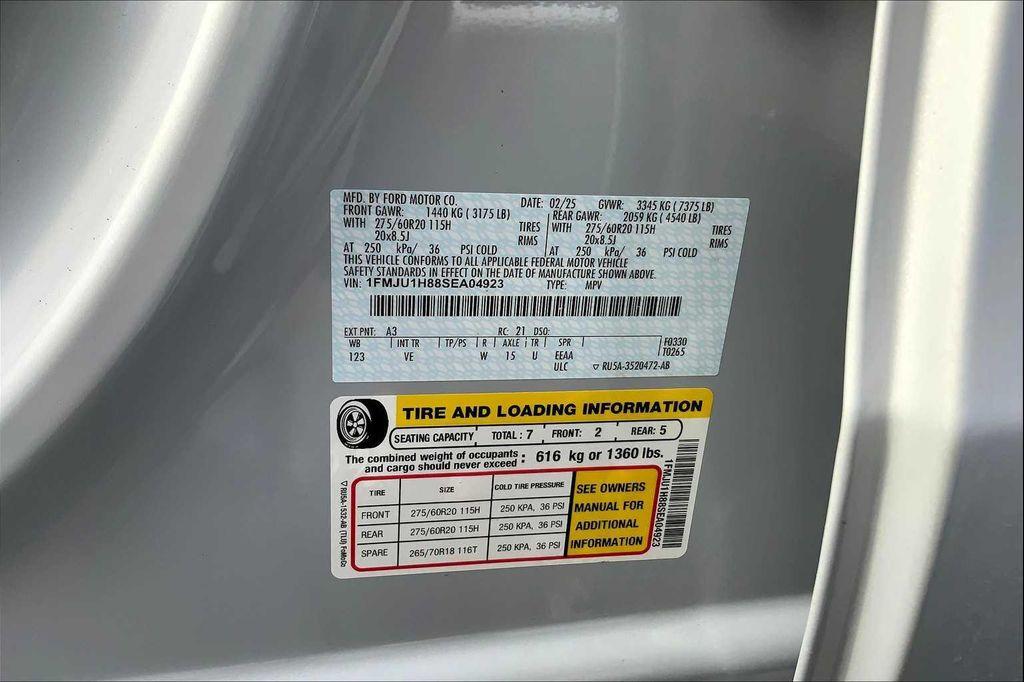 MFD. BY FORD MOTOR CO. DATE: 02/25 GVWR: 3345 KG ( 7375 LB)
FRONT GAWR: 1440 KG ( 3175 LB) REAR GAWR: 2059 KG ( 4540 LB)
WITH 275/60R20 115H TIRES WITH 275/60R20 115H TIRES
20x8.5J RIMS 20x8.5J RIMS
AT 250 kPa/ 36 PSI COLD AT 250 kPa/ 36 PSI COLD
THIS VEHICLE CONFORMS TO ALL APPLICABLE FEDERAL MOTOR VEHICLE
SAFETY STANDARDS IN EFFECT ON THE DATE OF MANUFACTURE SHOWN ABOVE.
VIN: 1FMJU1H88SEA04923 TYPE: MPV
EXT PNT: A3 RC: 21 DSO:
WB INT TR TP/PS R AXLE TR SPR F0330
123 VE W 15 U EEAA T0265
ULC ▽ RU5A-3520472-AB
TIRE AND LOADING INFORMATION
SEATING CAPACITY TOTAL: 7 FRONT: 2 REAR: 5
The combined weight of occupants and cargo should never exceed : 616 kg or 1360 lbs.
TIRE SIZE COLD TIRE PRESSURE
FRONT 275/60R20 115H 250 KPA, 36 PSI
REAR 275/60R20 115H 250 KPA, 36 PSI
SPARE 265/70R18 116T 250 KPA, 36 PSI
SEE OWNERS
MANUAL FOR
ADDITIONAL
INFORMATION
1FMJU1H88SEA04923
▽ RU5A-1532-AB (TLU) FoMoCo